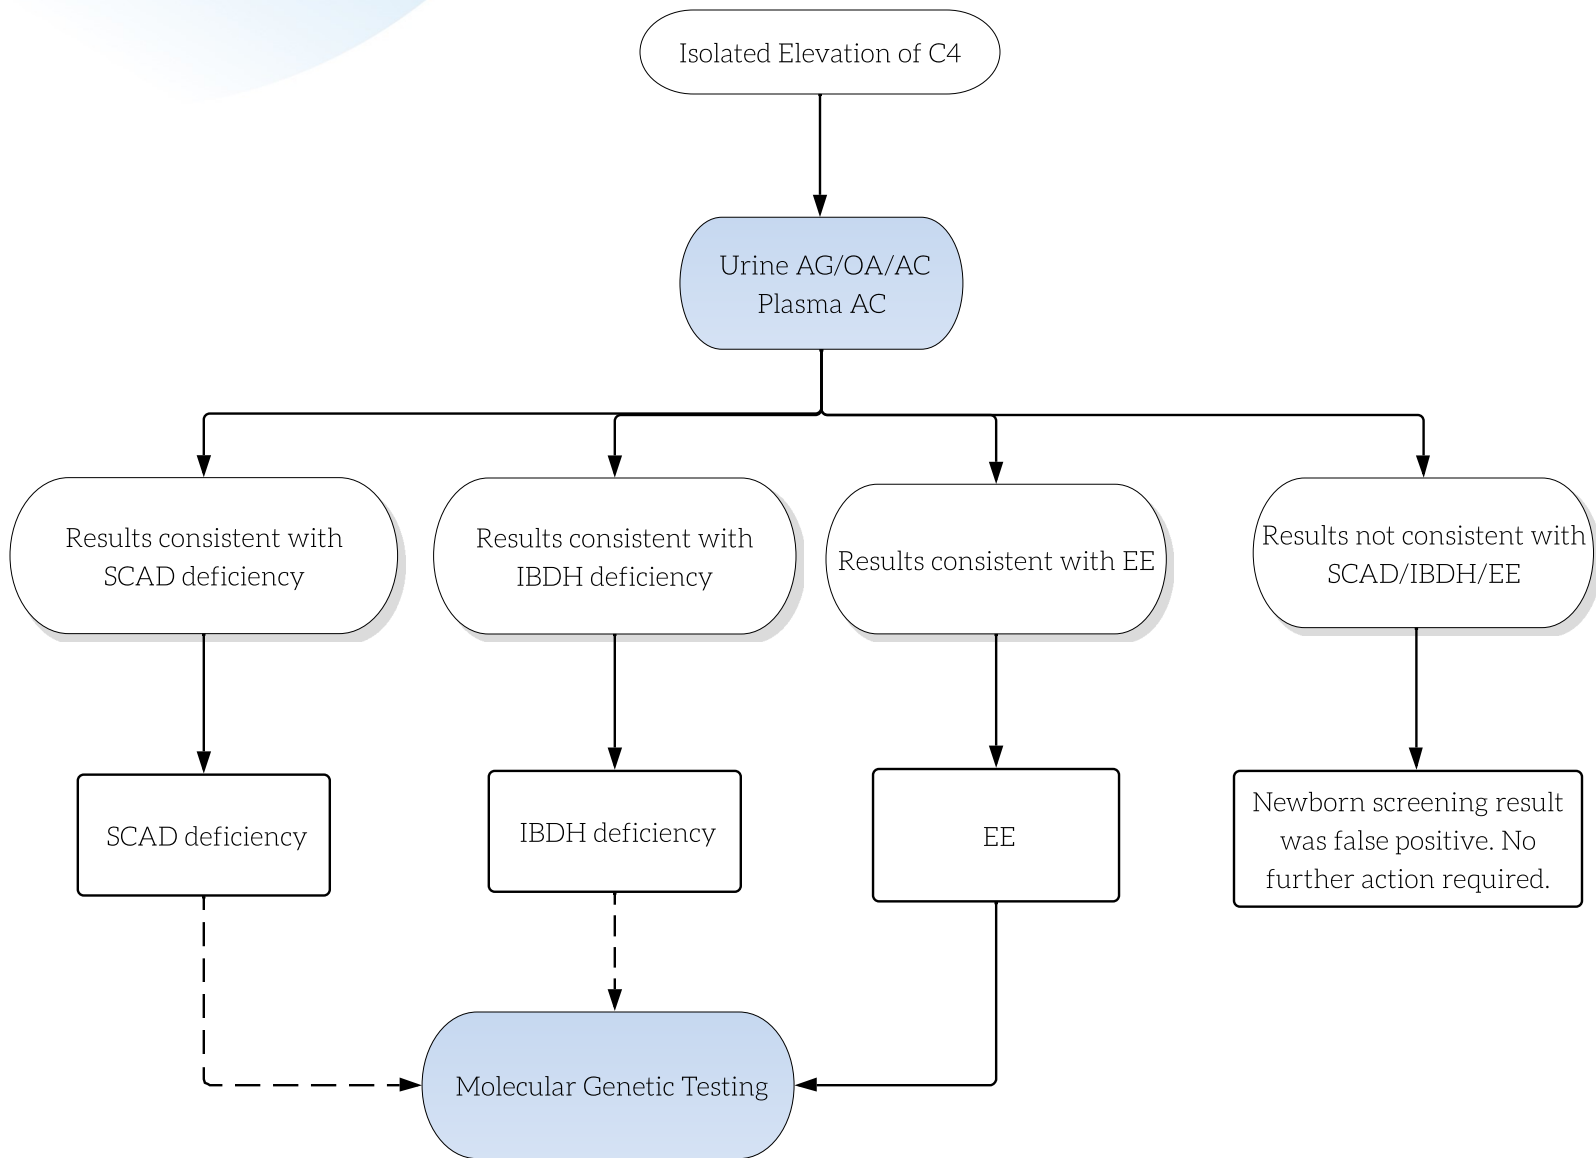 Isolated Elevation of C4
Urine AG/OA/AC
Plasma AC
Results consistent with
SCAD deficiency
Results consistent with
IBDH deficiency
Results consistent with EE
Results not consistent with
SCAD/IBDH/EE
SCAD deficiency
IBDH deficiency
EE
Newborn screening result
was false positive. No
further action required.
Molecular Genetic Testing